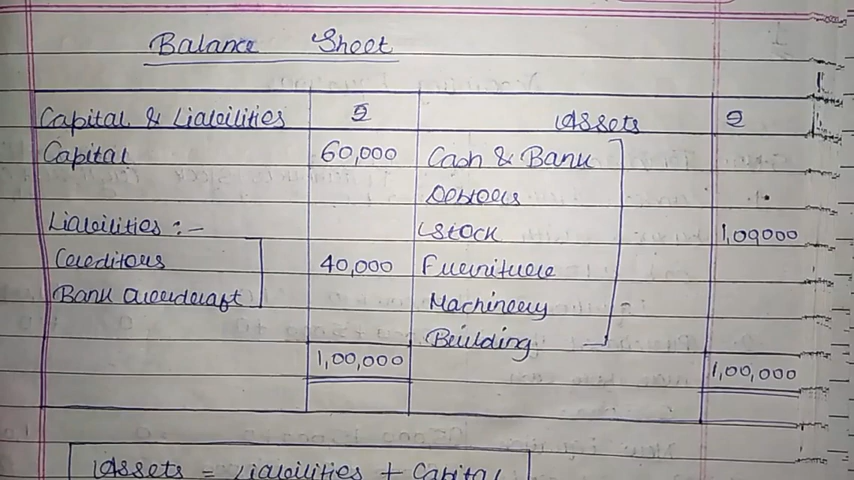 Balance Sheet
Capital & Liabilities ₹ Assets ₹
Capital 60,000 Cash & Bank
Debtors
Liabilities :- Stock 1,00000
Creditors 40,000 Furniture
Bank overdraft Machinery
Building
1,00,000 1,00,000
Assets = Liabilities + Capital